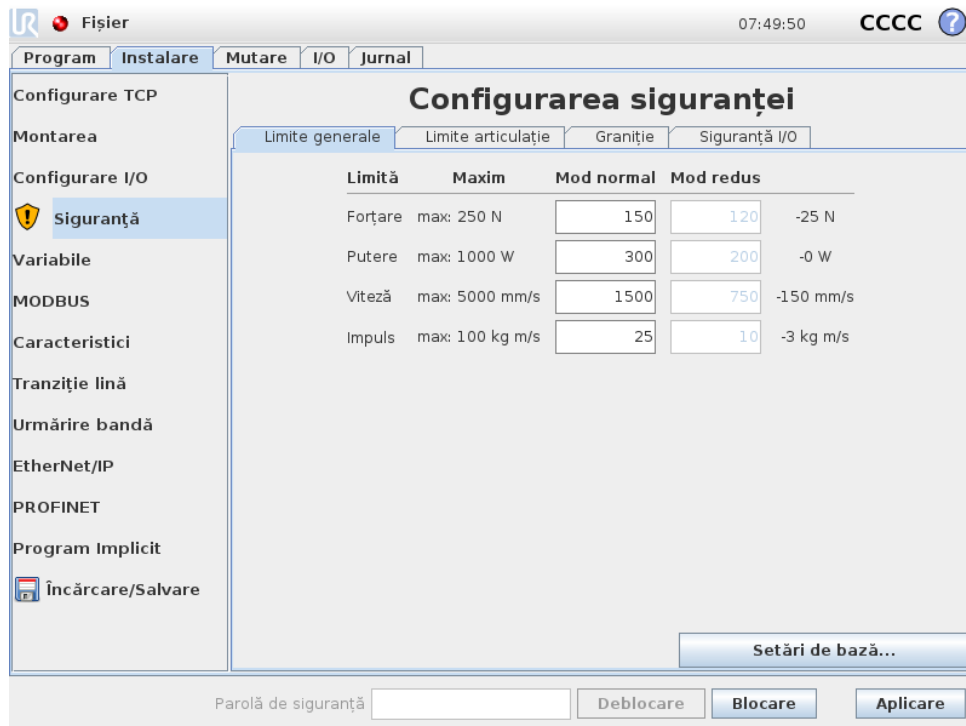 UR Fișier 07:49:50 CCCC ?
Program Instalare Mutare I/O Jurnal
Configurare TCP
Montarea
Configurare I/O
Siguranță
Variabile
MODBUS
Caracteristici
Tranziție lină
Urmărire bandă
EtherNet/IP
PROFINET
Program Implicit
Încărcare/Salvare
Configurarea siguranței
Limite generale Limite articulație Graniție Siguranță I/O
Limită Maxim Mod normal Mod redus
Forțare max: 250 N 150 120 -25 N
Putere max: 1000 W 300 200 -0 W
Viteză max: 5000 mm/s 1500 750 -150 mm/s
Impuls max: 100 kg m/s 25 10 -3 kg m/s
Setări de bază...
Parolă de siguranță Deblocare Blocare Aplicare